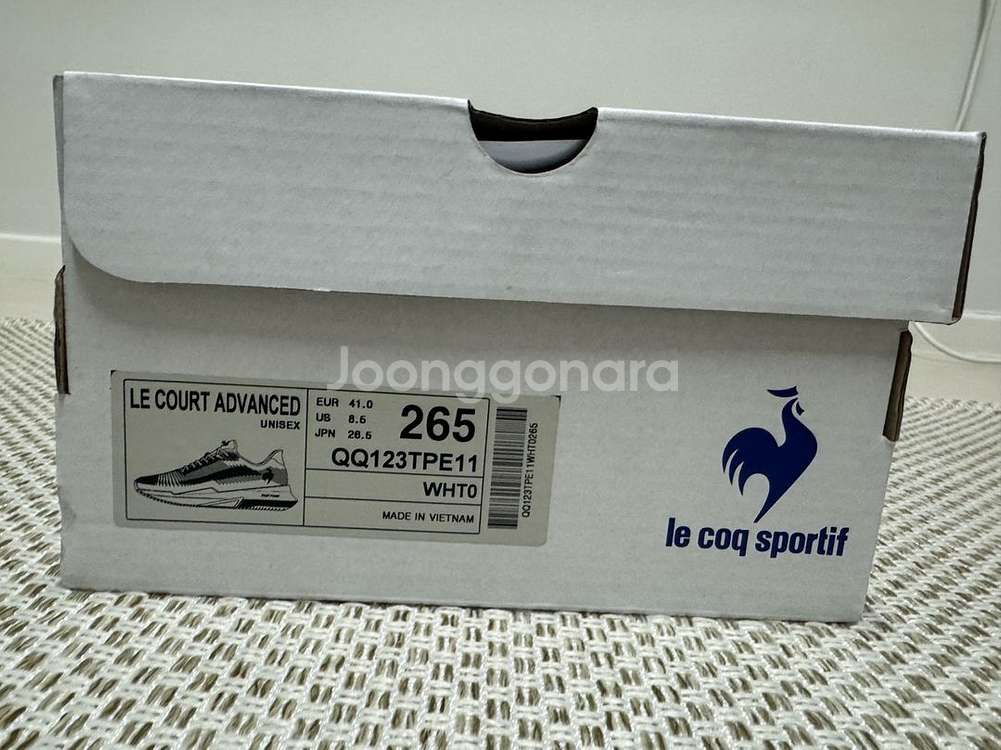 Joonggonara
LE COURT ADVANCED
UNISEX
EUR 41.0
US 8.5
JPN 26.5
265
QQ123TPE11
WHT0
MADE IN VIETNAM
QQ123TPE11WHT0265
le coq sportif